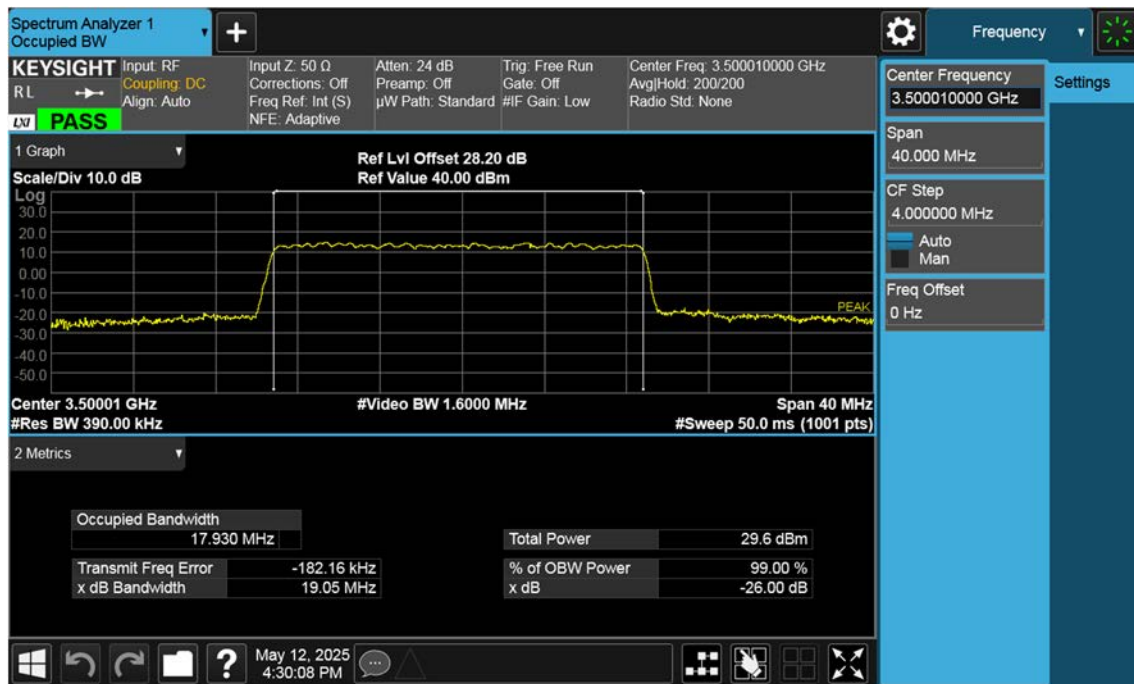 Spectrum Analyzer 1
Occupied BW
Frequency
KEYSIGHT
R L
LXI PASS
Input: RF
Coupling: DC
Align: Auto
Input Z: 50 Ω
Corrections: Off
Freq Ref: Int (S)
NFE: Adaptive
Atten: 24 dB
Preamp: Off
µW Path: Standard
Trig: Free Run
Gate: Off
#IF Gain: Low
Center Freq: 3.500010000 GHz
Avg|Hold: 200/200
Radio Std: None
Center Frequency
3.500010000 GHz
Settings
Span
40.000 MHz
CF Step
4.000000 MHz
Auto
Man
Freq Offset
0 Hz
1 Graph
Scale/Div 10.0 dB
Ref Lvl Offset 28.20 dB
Ref Value 40.00 dBm
Log
30.0
20.0
10.0
0.00
-10.0
-20.0
-30.0
-40.0
-50.0
PEAK
Center 3.50001 GHz
#Video BW 1.6000 MHz
Span 40 MHz
#Res BW 390.00 kHz
#Sweep 50.0 ms (1001 pts)
2 Metrics
Occupied Bandwidth
17.930 MHz
Total Power 29.6 dBm
Transmit Freq Error -182.16 kHz
% of OBW Power 99.00 %
x dB Bandwidth 19.05 MHz
x dB -26.00 dB
?
May 12, 2025
4:30:08 PM